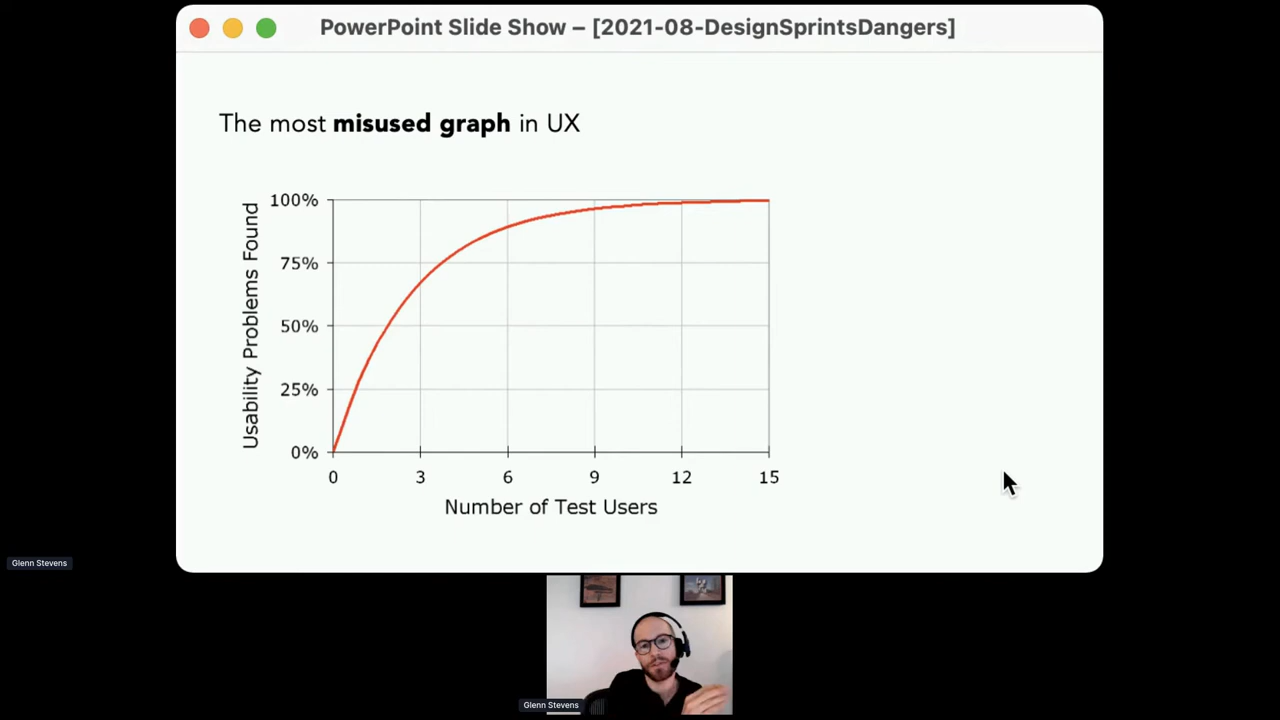 PowerPoint Slide Show – [2021-08-DesignSprintsDangers]
The most misused graph in UX
Usability Problems Found
100%
75%
50%
25%
0%
0 3 6 9 12 15
Number of Test Users
Glenn Stevens
Glenn Stevens